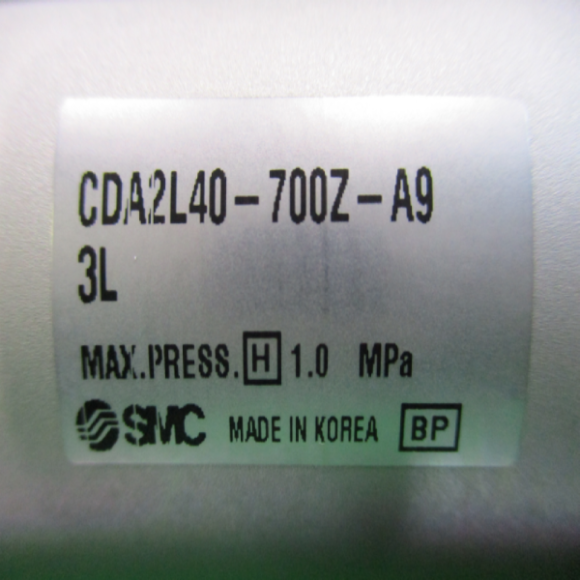 CDA2L40-700Z-A9
3L
MAX.PRESS. H 1.0 MPa
SMC MADE IN KOREA BP